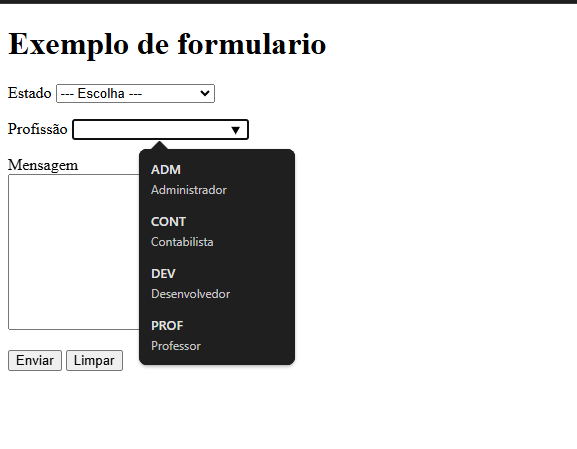 Exemplo de formulario
Estado --- Escolha ---
Profissão
Mensagem
ADM
Administrador
CONT
Contabilista
DEV
Desenvolvedor
PROF
Professor
Enviar Limpar